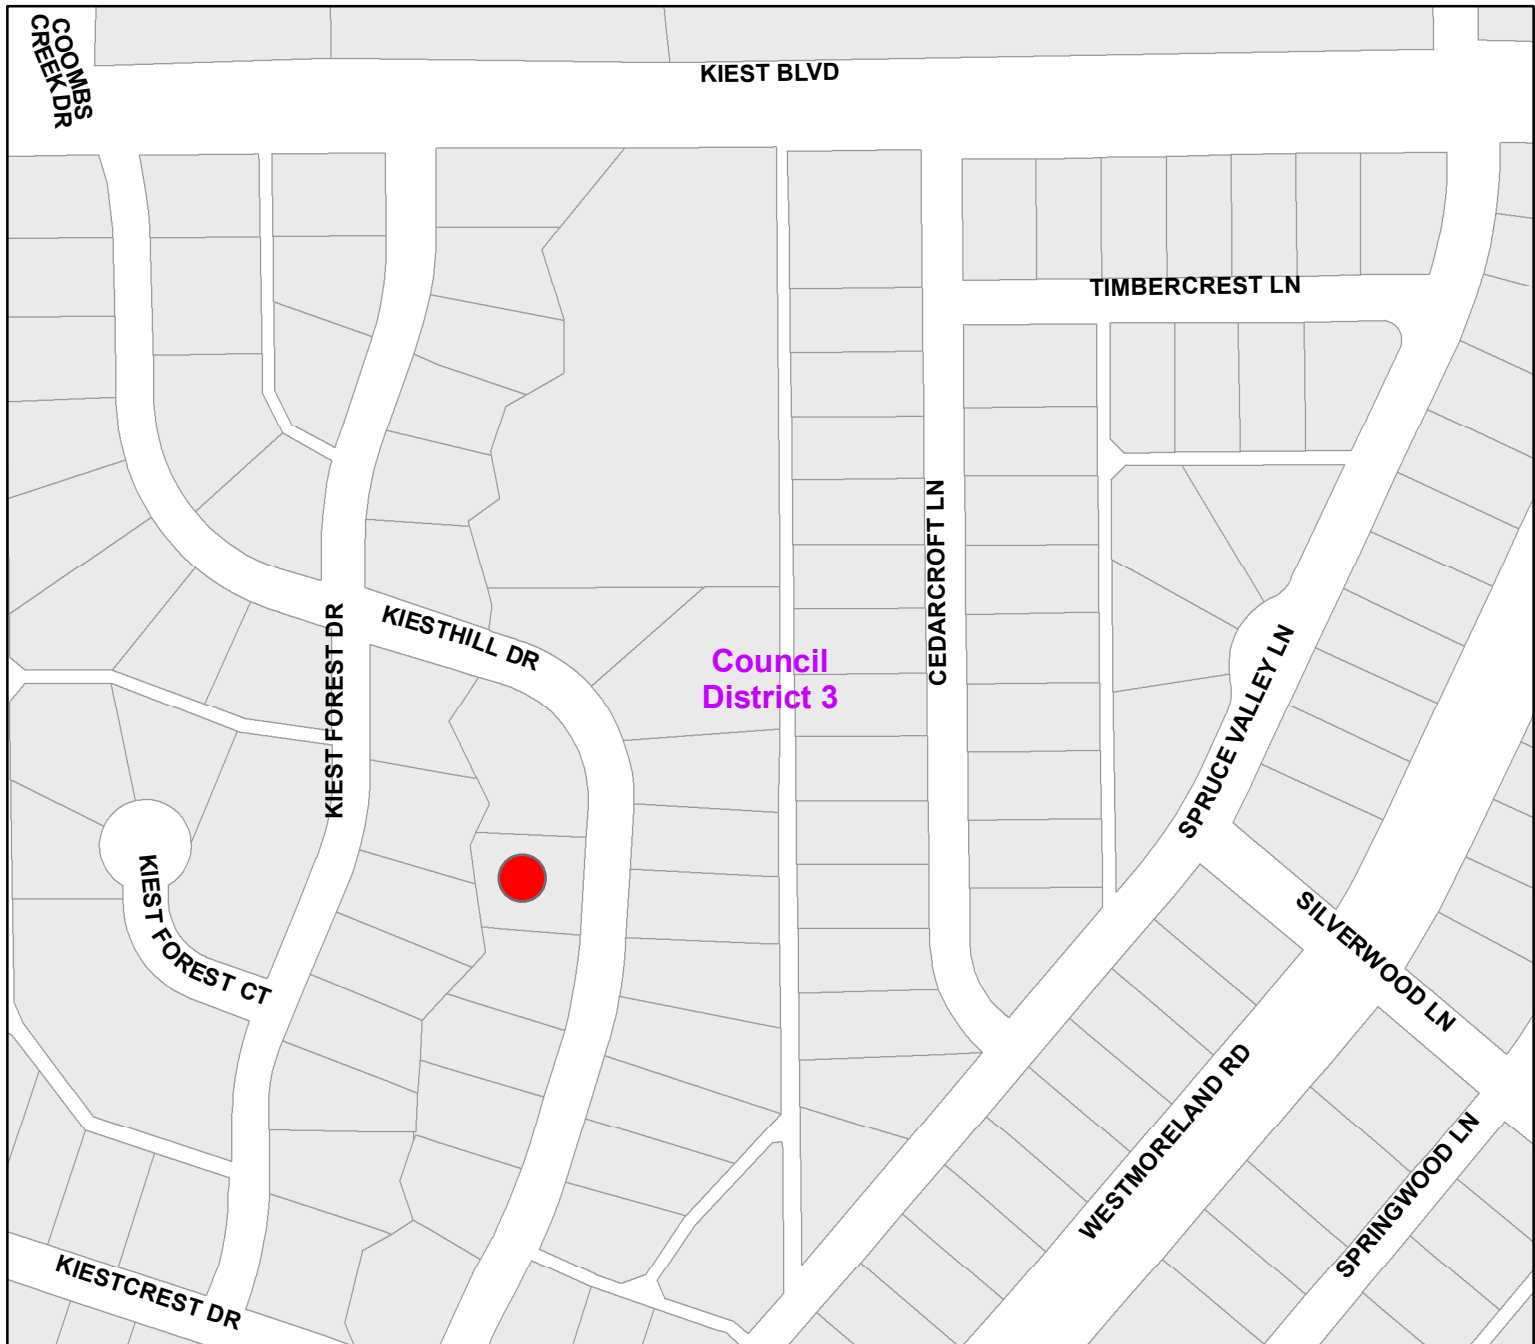 COOMBS
CREEK DR
KIEST BLVD
TIMBERCREST LN
CEDARCROFT LN
KIEST FOREST DR
KIESTHILL DR
Council
District 3
SPRUCE VALLEY LN
KIEST FOREST CT
SILVERWOOD LN
WESTMORELAND RD
SPRINGWOOD LN
KIESTCREST DR